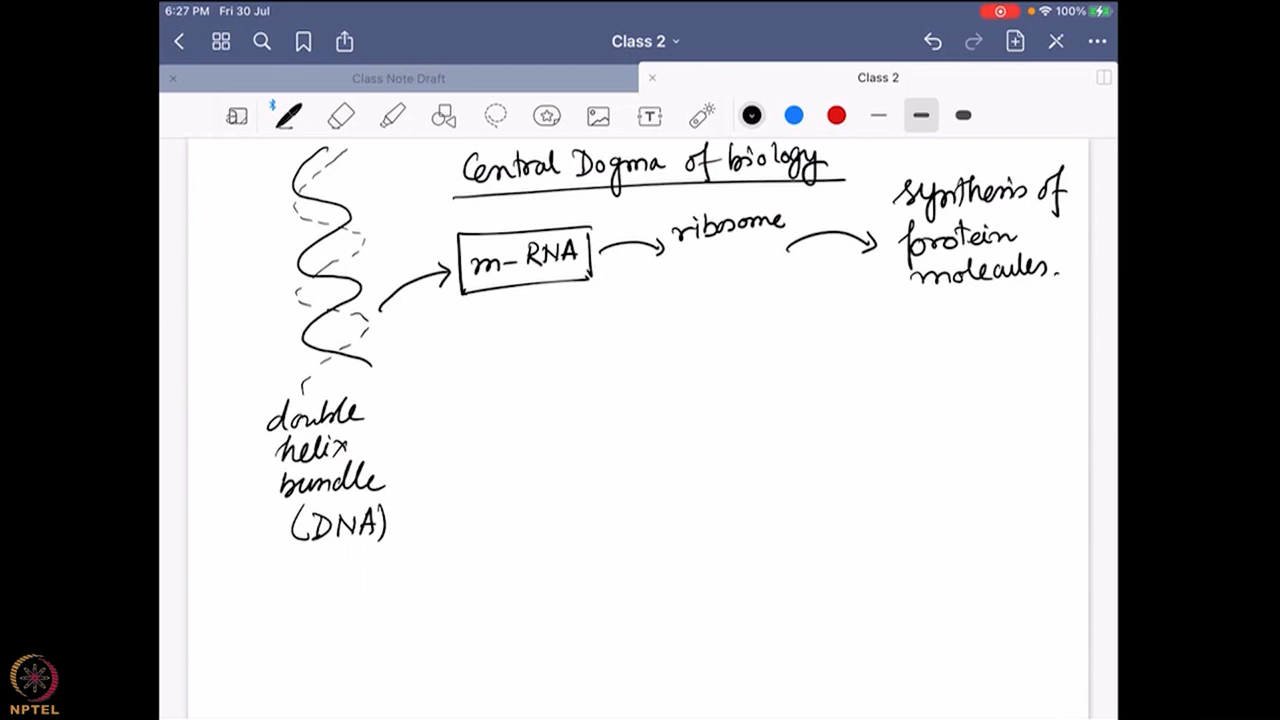 6:27 PM Fri 30 Jul 100%
Class 2
Class Note Draft
Class 2
T
Central Dogma of biology
m-RNA
ribosome
synthesis of
protein
molecules.
double
helix
bundle
(DNA)
NPTEL